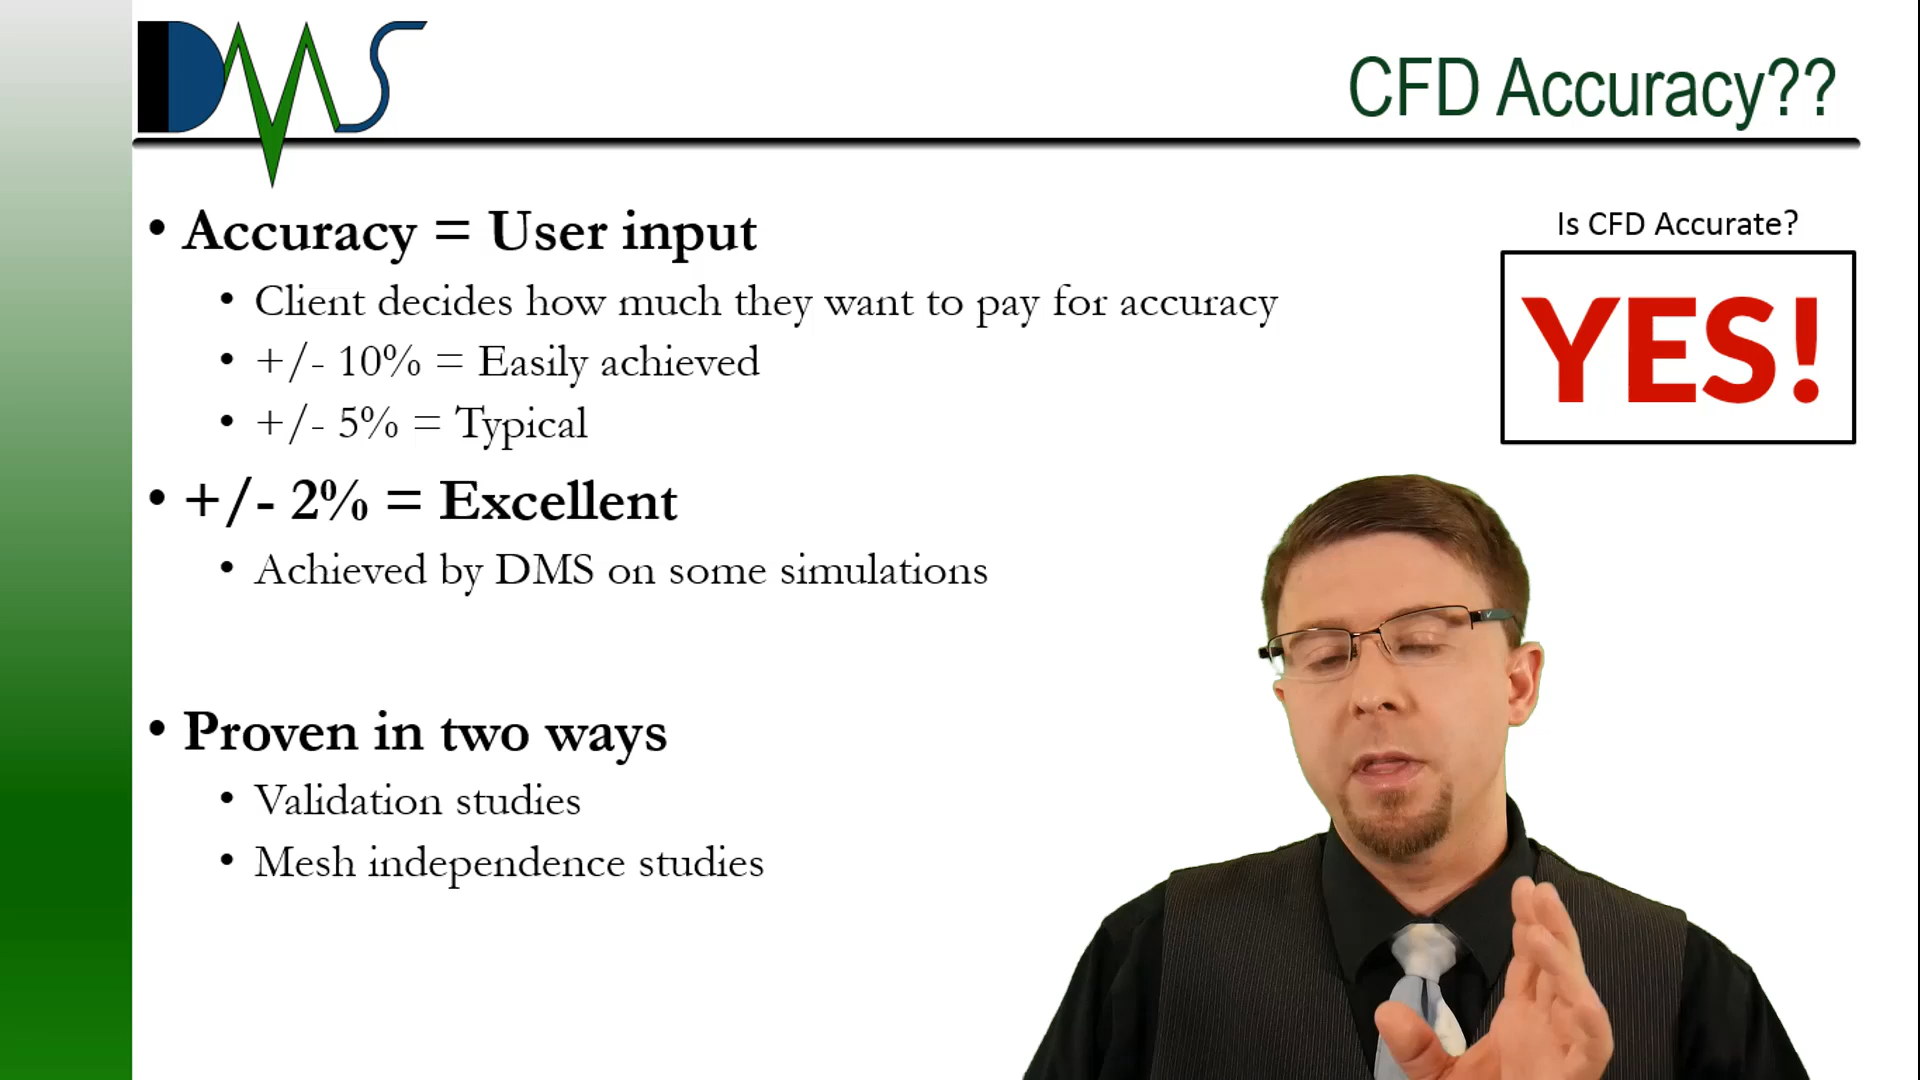 DMS
CFD Accuracy??
• Accuracy = User input
• Client decides how much they want to pay for accuracy
• +/- 10% = Easily achieved
• +/- 5% = Typical
• +/- 2% = Excellent
• Achieved by DMS on some simulations
• Proven in two ways
• Validation studies
• Mesh independence studies
Is CFD Accurate?
YES!